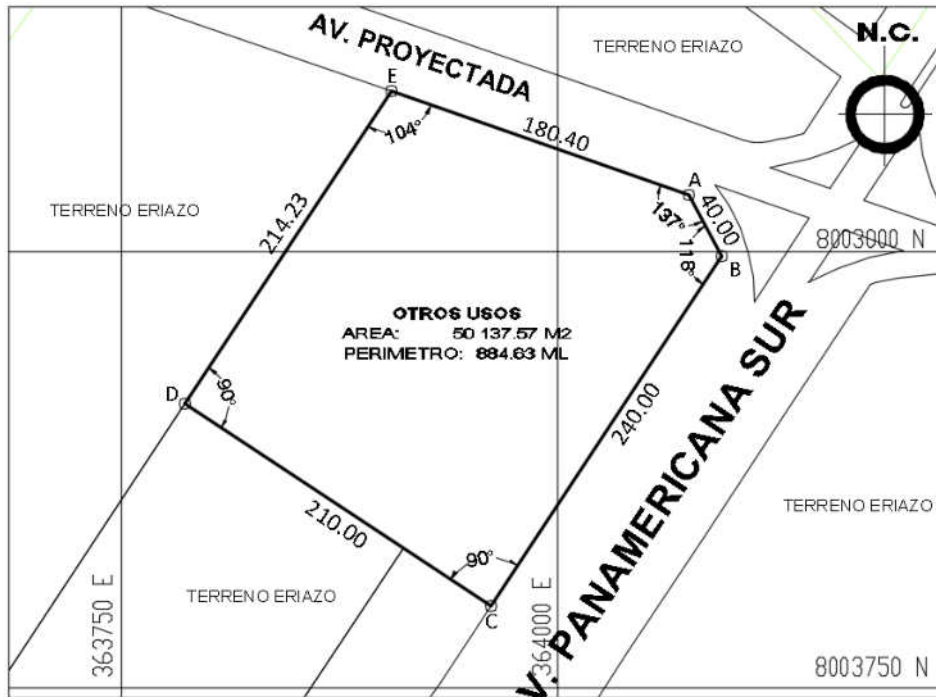 AV. PROYECTADA
TERRENO ERIAZO
N.C.
E
104°
180.40
A
137°
40.00
118°
B
TERRENO ERIAZO
214.23
8003000 N
OTROS USOS
AREA: 50 137.57 M2
PERIMETRO: 884.63 ML
D
90°
240.00
V. PANAMERICANA SUR
210.00
90°
C
TERRENO ERIAZO
TERRENO ERIAZO
363750 E
364000 E
8003750 N